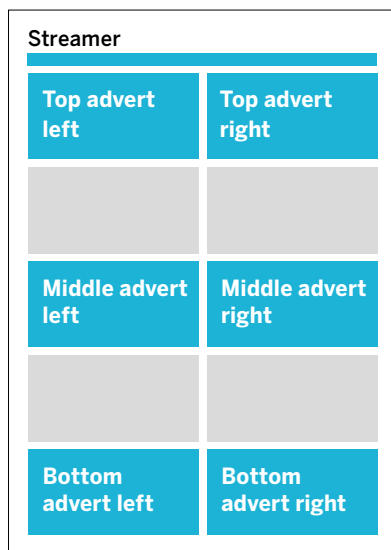 Streamer
Top advert
left
Top advert
right
Middle advert
left
Middle advert
right
Bottom
advert left
Bottom
advert right